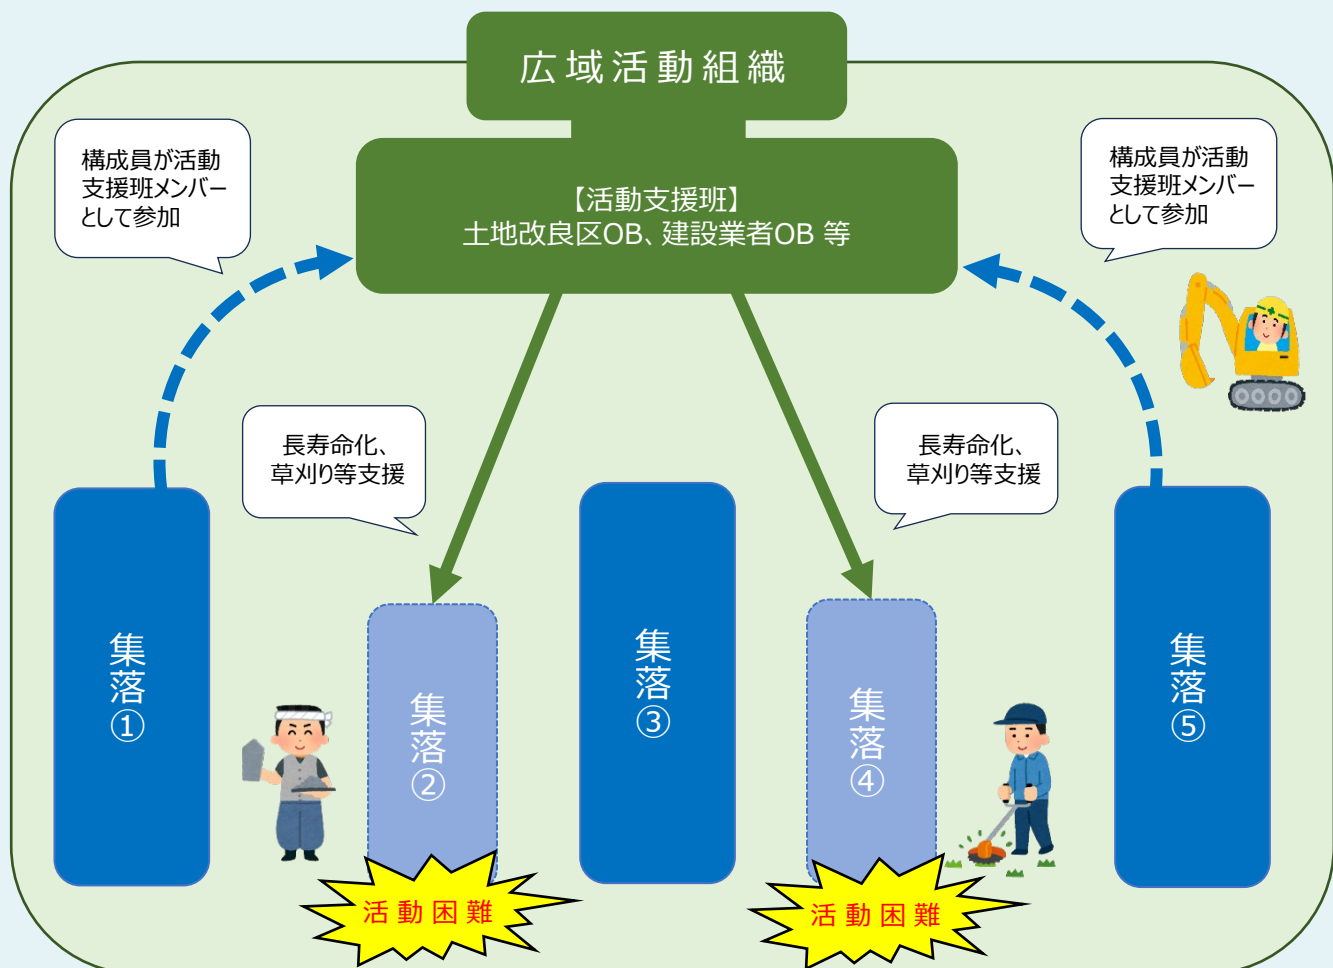 広域活動組織
【活動支援班】
土地改良区OB、建設業者OB 等
構成員が活動
支援班メンバー
として参加
構成員が活動
支援班メンバー
として参加
長寿命化、
草刈り等支援
長寿命化、
草刈り等支援
集落①
集落②
集落③
集落④
集落⑤
活動困難
活動困難